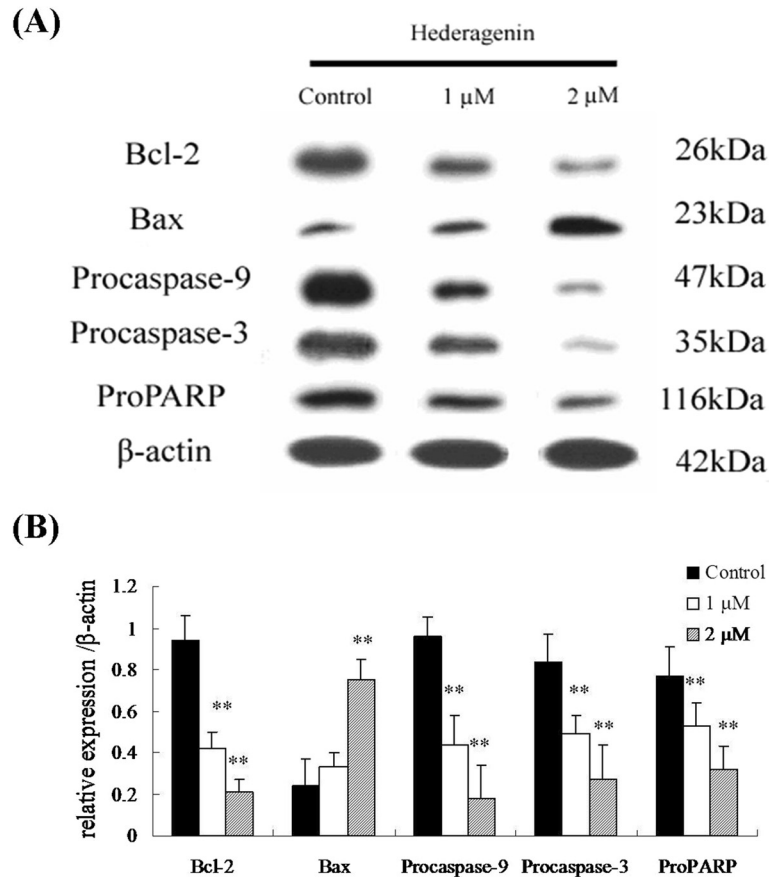 (A)
Hederagenin
Control 1 μM 2 μM
Bcl-2 26kDa
Bax 23kDa
Procaspase-9 47kDa
Procaspase-3 35kDa
ProPARP 116kDa
β-actin 42kDa
(B)
relative expression /β-actin
1.2
1
0.8
0.6
0.4
0.2
0
** ** ** ** ** ** ** ** **
Control
1 μM
2 μM
Bcl-2 Bax Procaspase-9 Procaspase-3 ProPARP